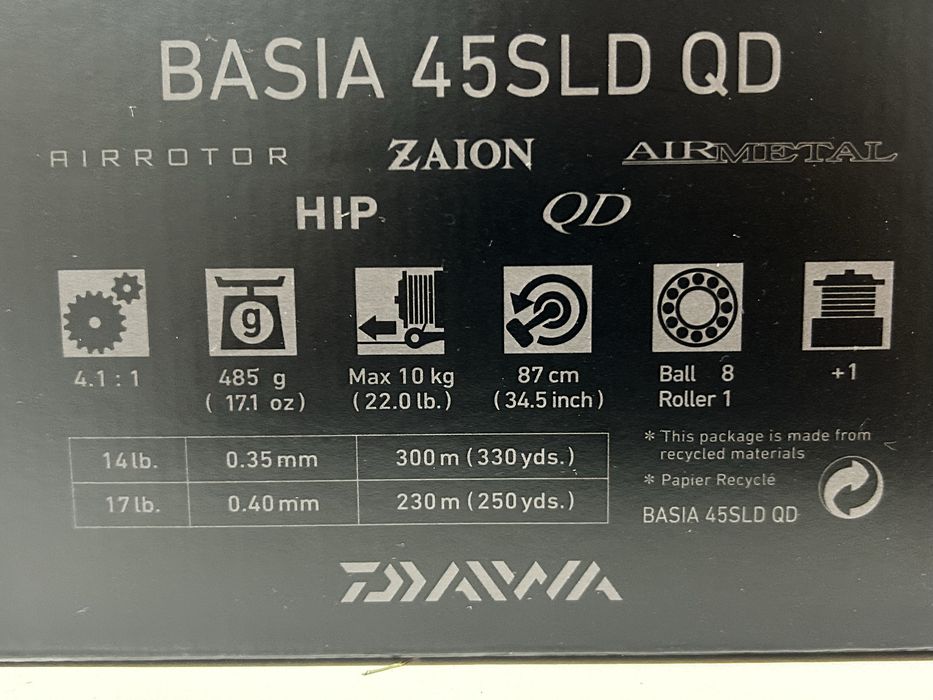 BASIA 45SLD QD
AIRROTOR ZAION AIRMETAL
HIP QD
g
4.1 : 1
485 g
( 17.1 oz)
Max 10 kg
(22.0 lb.)
87 cm
(34.5 inch)
Ball 8
Roller 1
+1
14 lb. 0.35 mm 300 m (330 yds.)
17 lb. 0.40 mm 230 m (250 yds.)
* This package is made from
recycled materials
* Papier Recyclé
BASIA 45SLD QD
DAIWA